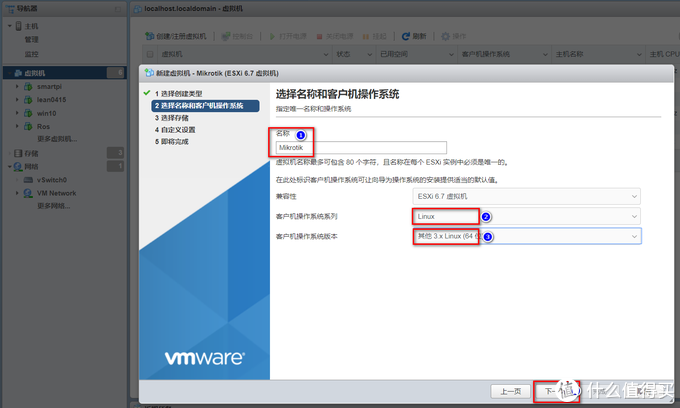 导航器
localhost.localdomain - 虚拟机
主机
管理
监控
虚拟机
6
smartpi
lean0415
win10
Ros
更多虚拟机...
存储
3
网络
1
vSwitch0
VM Network
更多网络...
创建/注册虚拟机
控制台
打开电源
关闭电源
挂起
刷新
操作
虚拟机
状态
已用空间
客户机操作系统
主机名称
主机 CPU
新建虚拟机 - Mikrotik (ESXi 6.7 虚拟机)
1 选择创建类型
2 选择名称和客户机操作系统
3 选择存储
4 自定义设置
5 即将完成
选择名称和客户机操作系统
指定唯一名称和操作系统
名称
1
Mikrotik
虚拟机名称最多可包含 80 个字符，且名称在每个 ESXi 实例中必须是唯一的。
在此处标识客户机操作系统可让向导为操作系统的安装提供适当的默认值。
兼容性
ESXi 6.7 虚拟机
客户机操作系统系列
Linux
2
客户机操作系统版本
其他 3.x Linux (64
3
vmware
上一页
下一
值 什么值得买